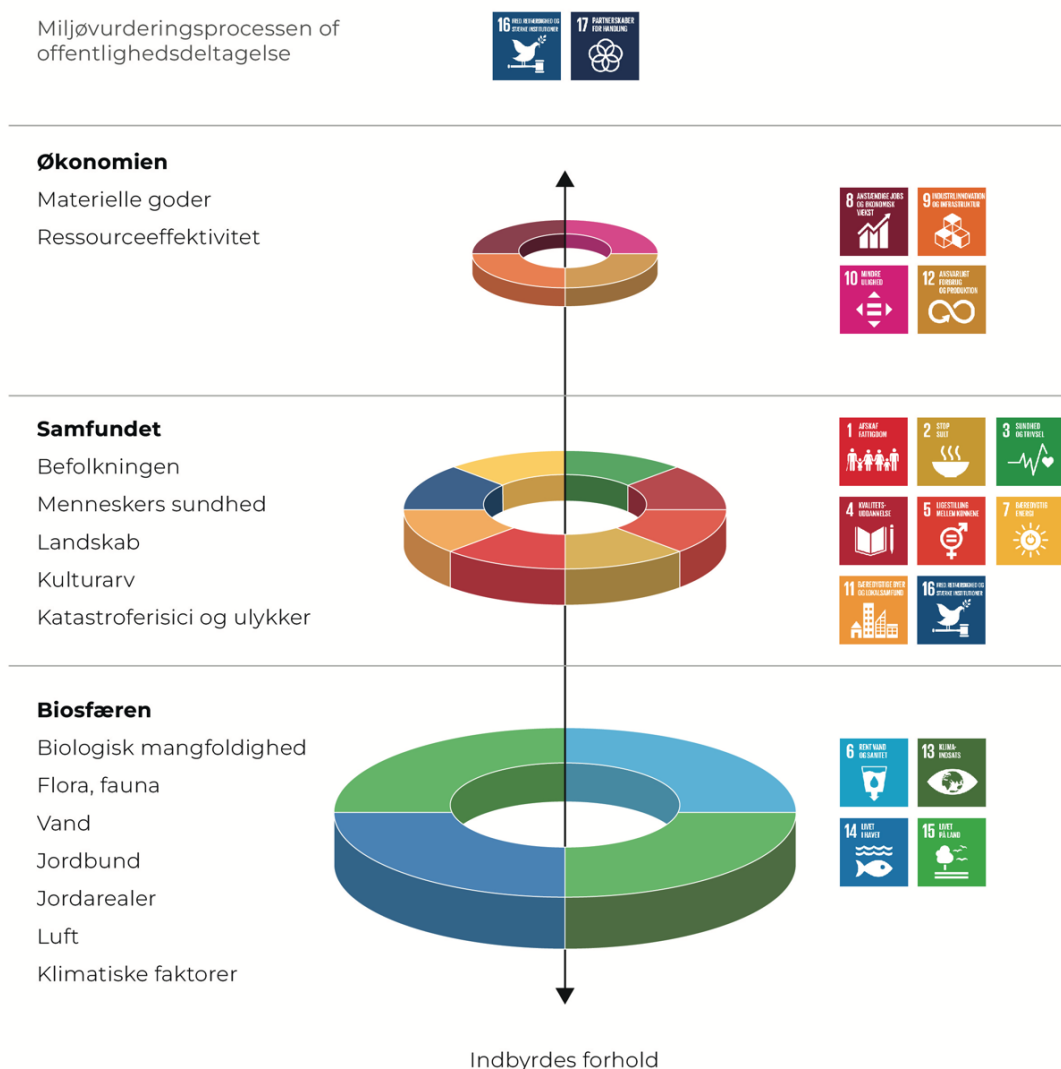 Miljøvurderingsprocessen of
offentlighedsdeltagelse
16 FRED, RETFÆRDIGHED OG
STÆRKE INSTITUTIONER
17 PARTNERSKABER
FOR HANDLING
Økonomien
Materielle goder
Ressourceeffektivitet
8 ANSTÆNDIGE JOBS
OG ØKONOMISK
VÆKST
9 INDUSTRI, INNOVATION
OG INFRASTRUKTUR
10 MINDRE
ULIGHED
12 ANSVARLIGT
FORBRUG
OG PRODUKTION
Samfundet
Befolkningen
Menneskers sundhed
Landskab
Kulturarv
Katastroferisici og ulykker
1 AFSKAF
FATTIGDOM
2 STOP
SULT
3 SUNDHED
OG TRIVSEL
4 KVALITETS-
UDDANNELSE
5 LIGESTILLING
MELLEM KØNNENE
7 BÆREDYGTIG
ENERGI
11 BÆREDYGTIGE BYER
OG LOKALSAMFUND
16 FRED, RETFÆRDIGHED OG
STÆRKE INSTITUTIONER
Biosfæren
Biologisk mangfoldighed
Flora, fauna
Vand
Jordbund
Jordarealer
Luft
Klimatiske faktorer
6 RENT VAND
OG SANITET
13 KLIMA-
INDSATS
14 LIVET
I HAVET
15 LIVET
PÅ LAND
Indbyrdes forhold